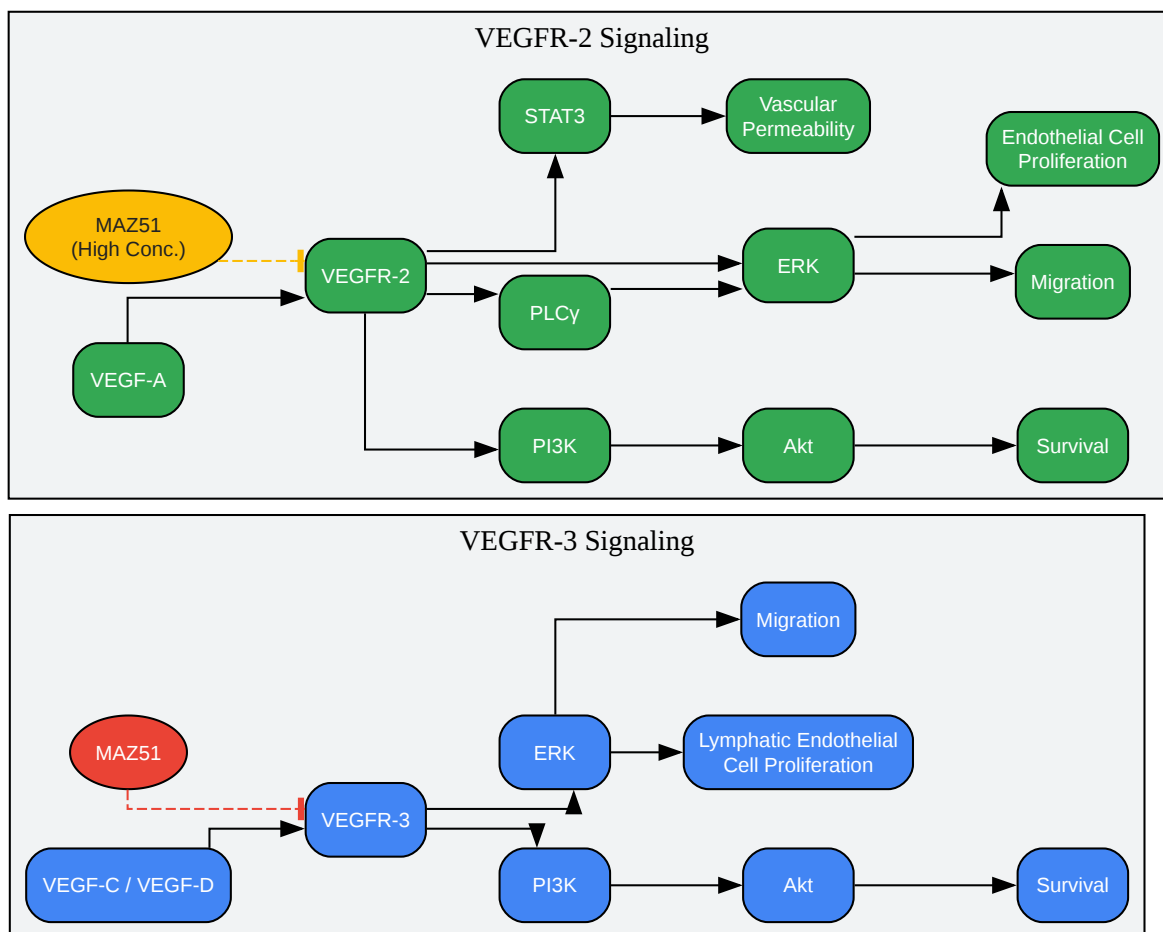 VEGFR-2 Signaling
STAT3
Vascular
Permeability
Endothelial Cell
Proliferation
MAZ51
(High Conc.)
VEGFR-2
ERK
Migration
PLCγ
VEGF-A
PI3K
Akt
Survival
VEGFR-3 Signaling
Migration
MAZ51
ERK
Lymphatic Endothelial
Cell Proliferation
VEGFR-3
VEGF-C / VEGF-D
PI3K
Akt
Survival